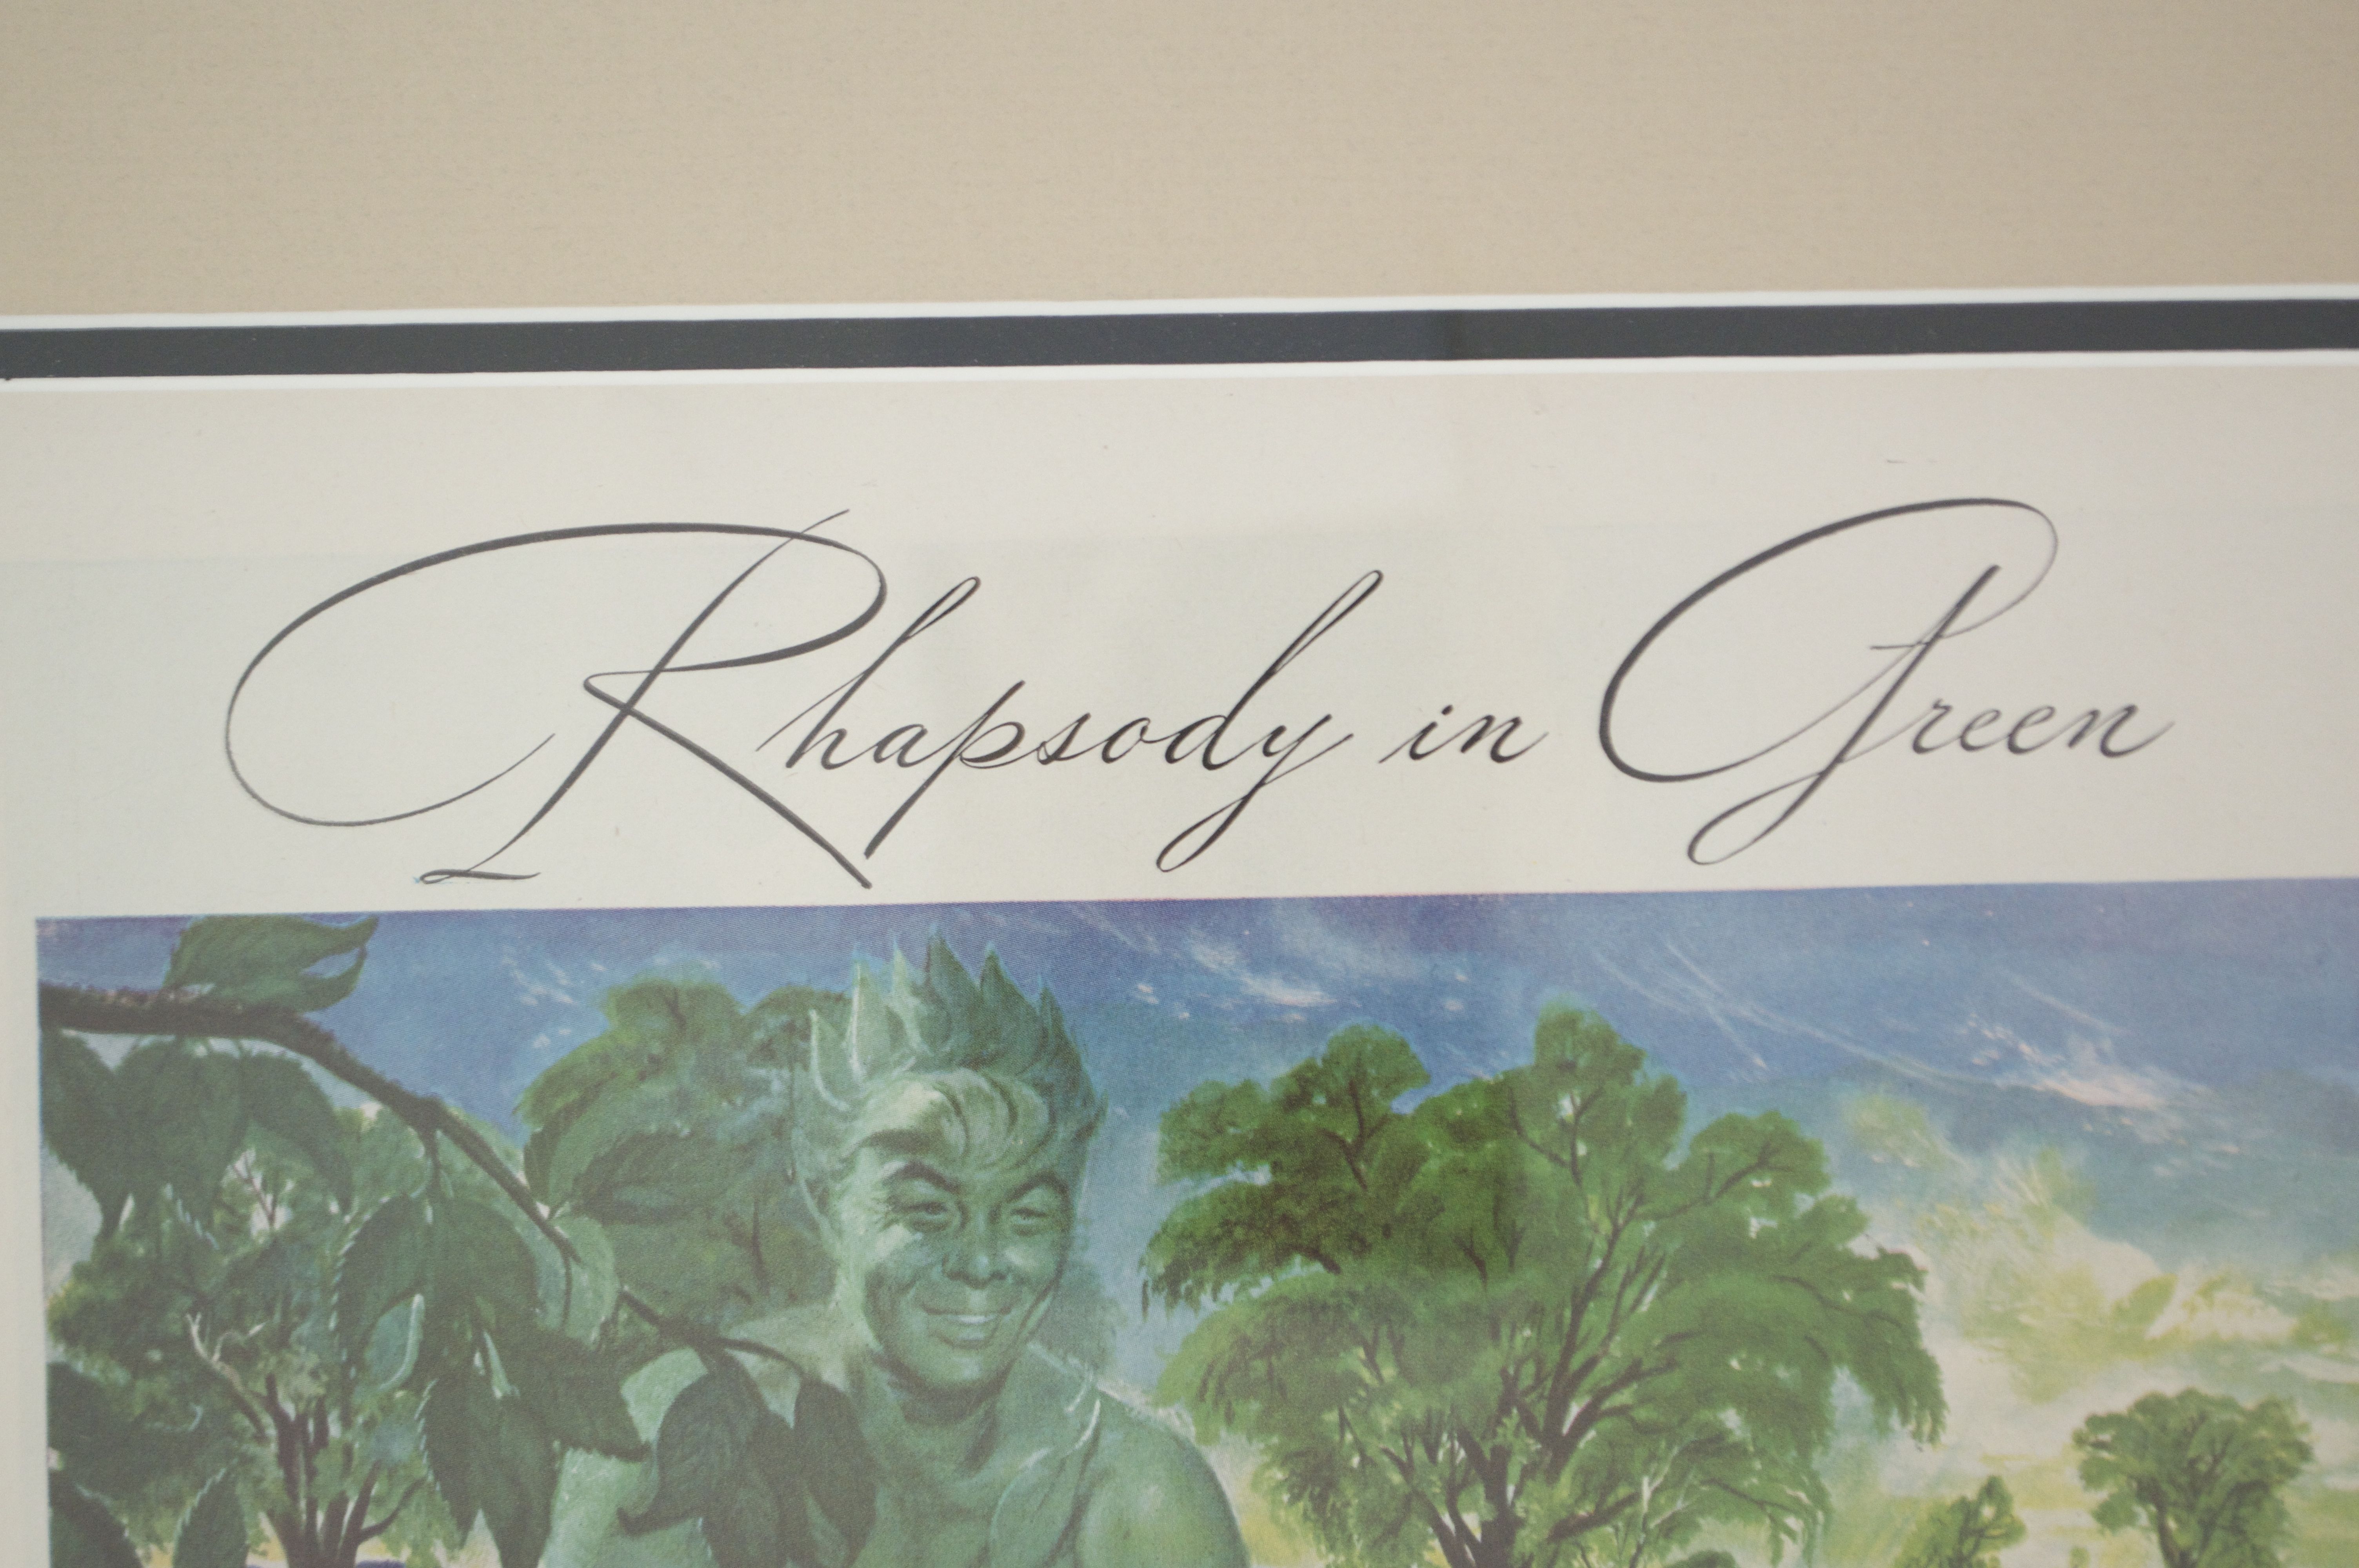 Rhapsody in Green